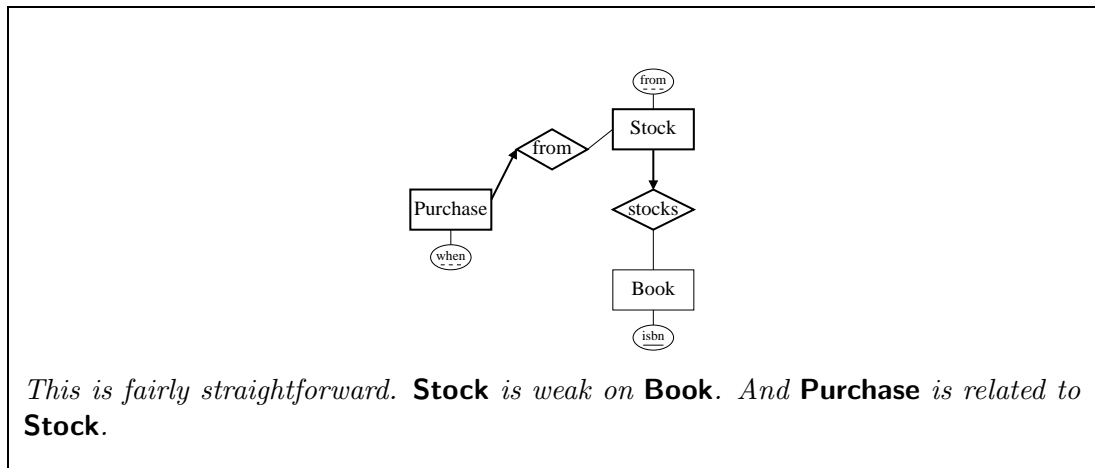 from
Stock
from
Purchase
stocks
when
Book
isbn
This is fairly straightforward. Stock is weak on Book. And Purchase is related to
Stock.